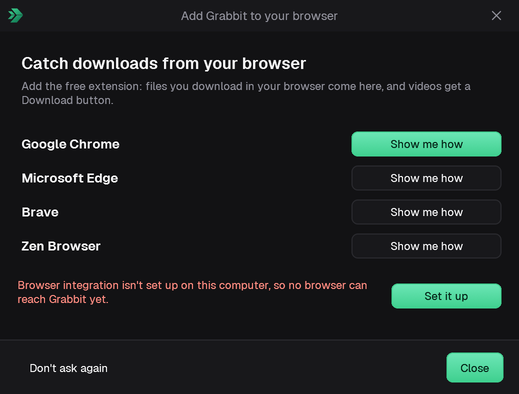 Add Grabbit to your browser
Catch downloads from your browser
Add the free extension: files you download in your browser come here, and videos get a
Download button.
Google Chrome
Show me how
Microsoft Edge
Show me how
Brave
Show me how
Zen Browser
Show me how
Browser integration isn't set up on this computer, so no browser can
reach Grabbit yet.
Set it up
Don't ask again
Close